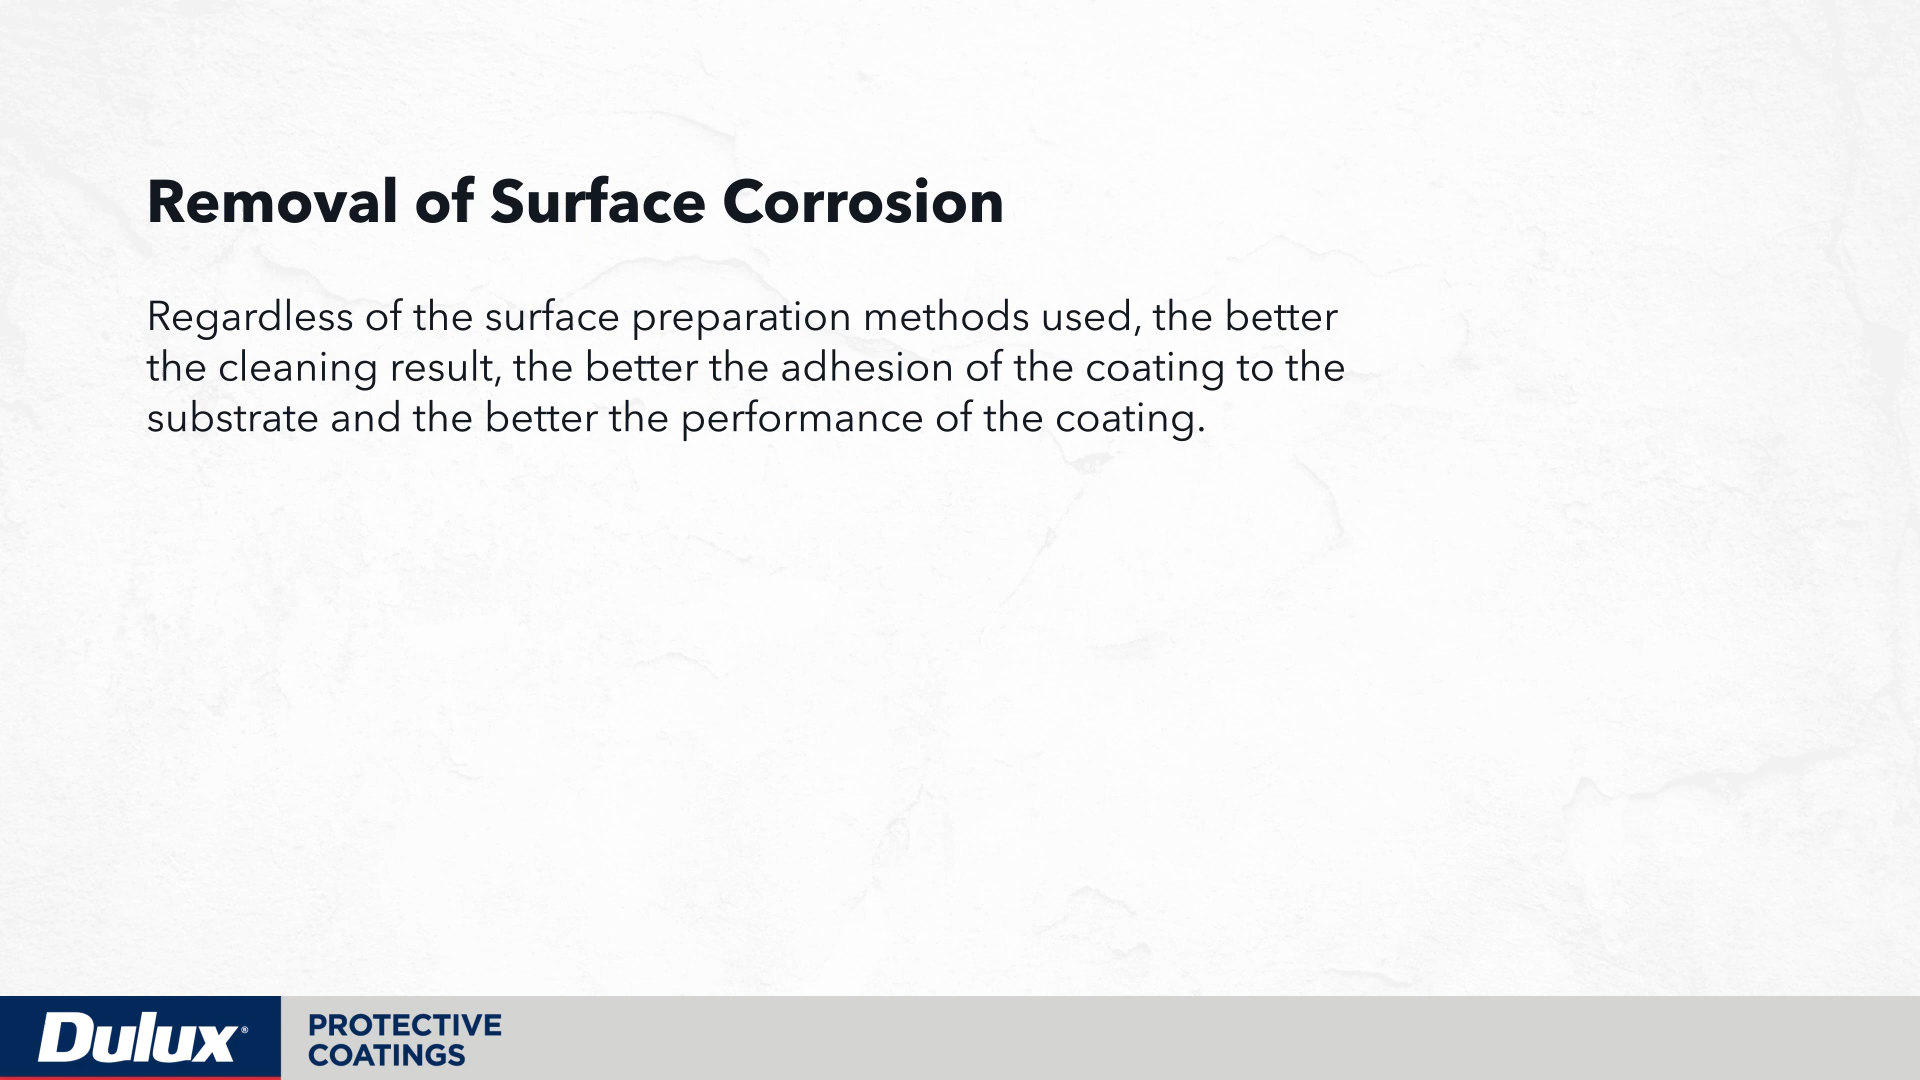 Removal of Surface Corrosion
Regardless of the surface preparation methods used, the better
the cleaning result, the better the adhesion of the coating to the
substrate and the better the performance of the coating.
Dulux®
PROTECTIVE
COATINGS